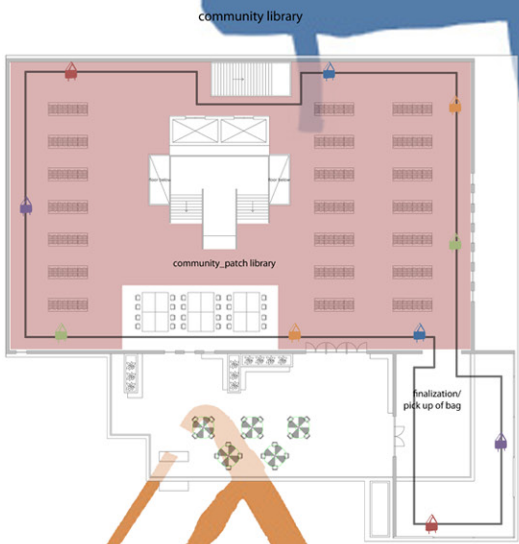 community library
community_patch library
finalization/
pick up of bag